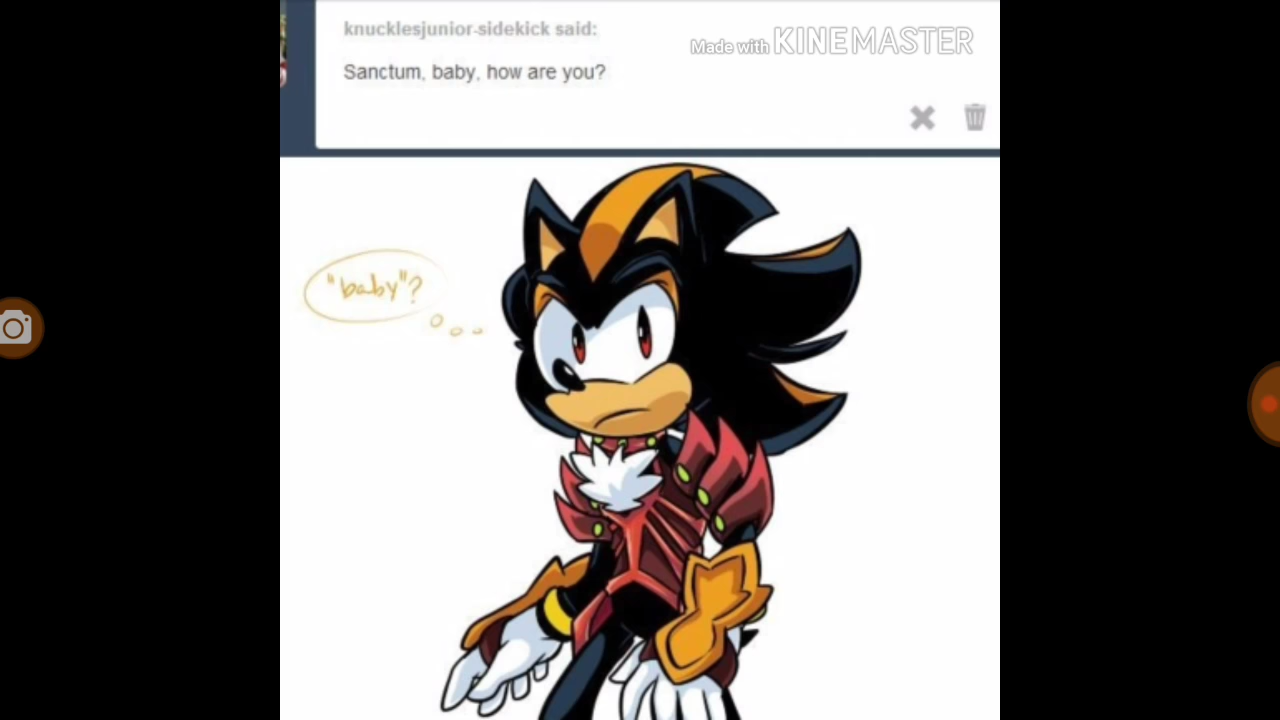 knucklesjunior-sidekick said:
Made with KINEMASTER
Sanctum, baby, how are you?
"baby"?